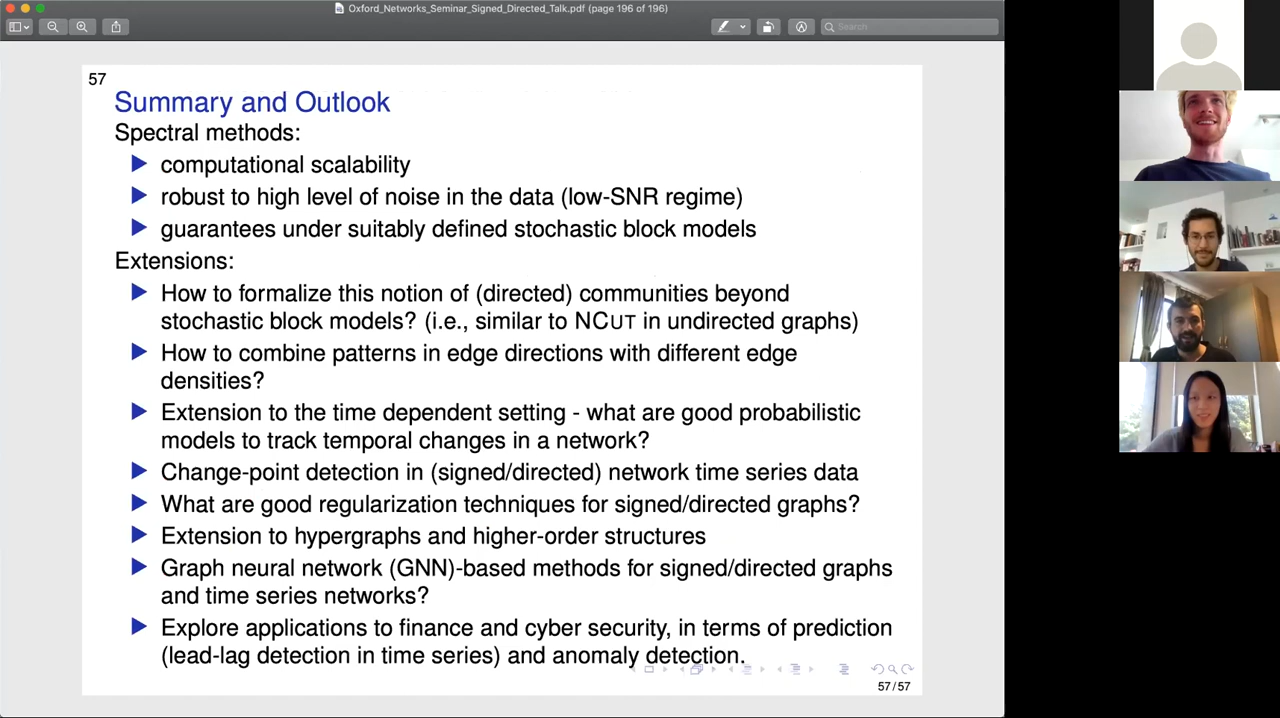 Oxford_Networks_Seminar_Signed_Directed_Talk.pdf (page 196 of 196)
Search
57
Summary and Outlook
Spectral methods:
computational scalability
robust to high level of noise in the data (low-SNR regime)
guarantees under suitably defined stochastic block models
Extensions:
How to formalize this notion of (directed) communities beyond
stochastic block models? (i.e., similar to NCUT in undirected graphs)
How to combine patterns in edge directions with different edge
densities?
Extension to the time dependent setting - what are good probabilistic
models to track temporal changes in a network?
Change-point detection in (signed/directed) network time series data
What are good regularization techniques for signed/directed graphs?
Extension to hypergraphs and higher-order structures
Graph neural network (GNN)-based methods for signed/directed graphs
and time series networks?
Explore applications to finance and cyber security, in terms of prediction
(lead-lag detection in time series) and anomaly detection.
57/57